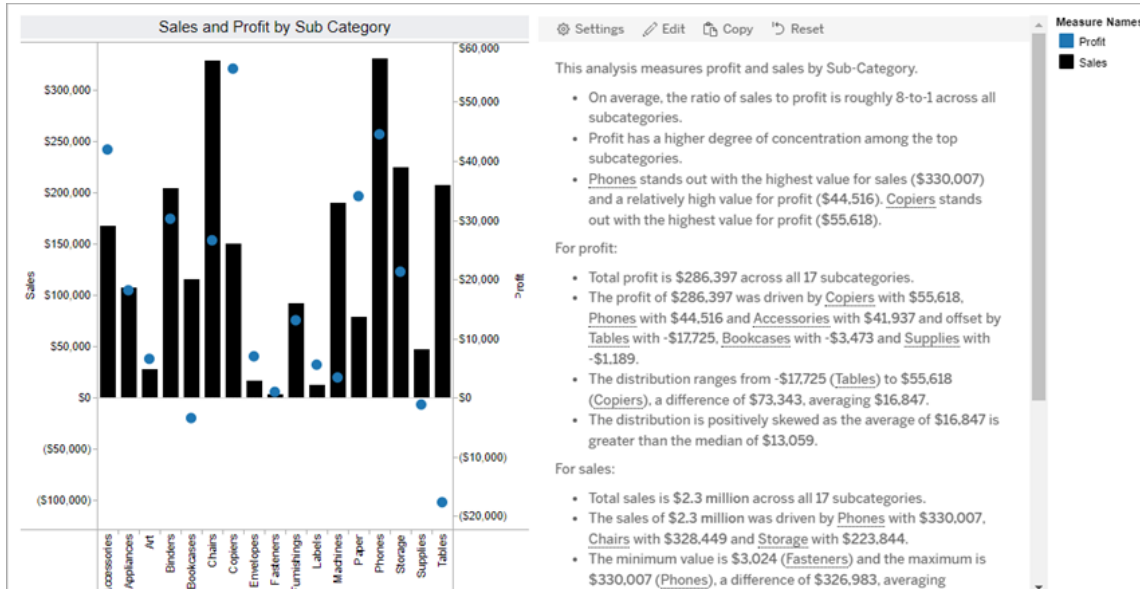 Sales and Profit by Sub Category
$300,000
$250,000
$200,000
$150,000
$100,000
$50,000
$0
($50,000)
($100,000)
Sales
$60,000
$50,000
$40,000
$30,000
$20,000
$10,000
$0
($10,000)
($20,000)
Profit
Accessories
Appliances
Art
Binders
Bookcases
Chairs
Copiers
Envelopes
Fasteners
Furnishings
Labels
Machines
Paper
Phones
Storage
Supplies
Tables
Settings Edit Copy Reset
This analysis measures profit and sales by Sub-Category.
• On average, the ratio of sales to profit is roughly 8-to-1 across all
subcategories.
• Profit has a higher degree of concentration among the top
subcategories.
• Phones stands out with the highest value for sales ($330,007)
and a relatively high value for profit ($44,516). Copiers stands
out with the highest value for profit ($55,618).
For profit:
• Total profit is $286,397 across all 17 subcategories.
• The profit of $286,397 was driven by Copiers with $55,618,
Phones with $44,516 and Accessories with $41,937 and offset by
Tables with -$17,725, Bookcases with -$3,473 and Supplies with
-$1,189.
• The distribution ranges from -$17,725 (Tables) to $55,618
(Copiers), a difference of $73,343, averaging $16,847.
• The distribution is positively skewed as the average of $16,847 is
greater than the median of $13,059.
For sales:
• Total sales is $2.3 million across all 17 subcategories.
• The sales of $2.3 million was driven by Phones with $330,007,
Chairs with $328,449 and Storage with $223,844.
• The minimum value is $3,024 (Fasteners) and the maximum is
$330,007 (Phones), a difference of $326,983, averaging
Measure Names
Profit
Sales